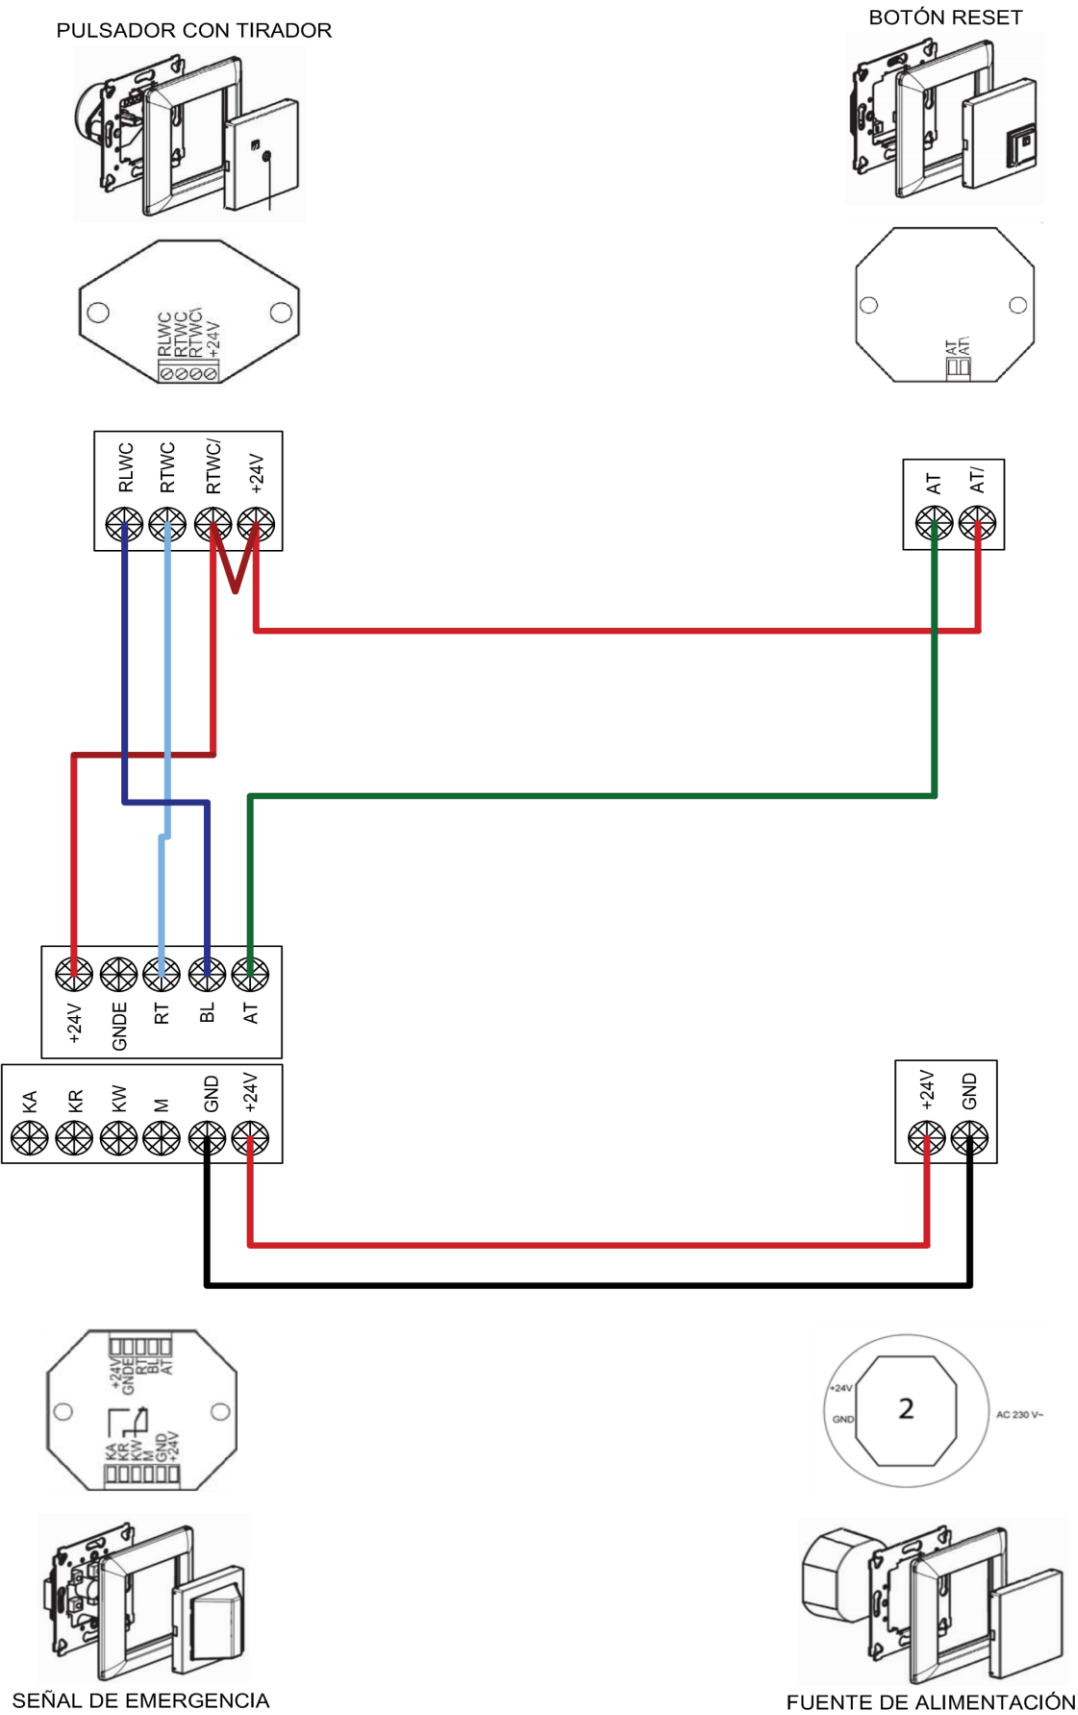 PULSADOR CON TIRADOR
BOTÓN RESET
RLWC
RTWC
RTWC\
+24V
AT
AT\
RLWC
RTWC
RTWC/
+24V
AT
AT/
+24V
GNDE
RT
BL
AT
KA
KR
KW
M
GND
+24V
+24V
GND
+24V
GNDE
RT
BL
AT
KA
KR
KW
M
GND
+24V
+24V
GND
2
AC 230 V~
SEÑAL DE EMERGENCIA
FUENTE DE ALIMENTACIÓN